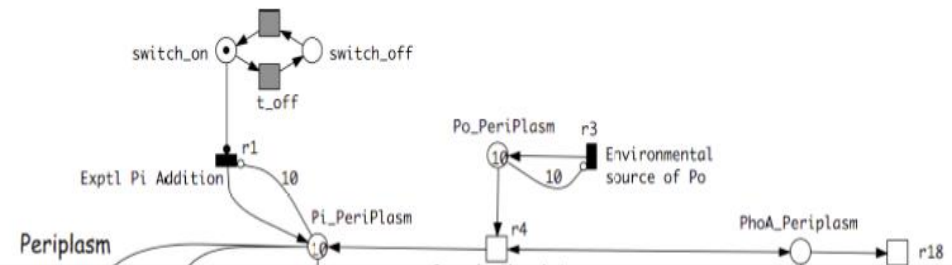 switch_on
switch_off
t_off
Po_PeriPlasm
r3
r1
10
Environmental
10
source of Po
Exptl Pi Addition
10
Pi_PeriPlasm
PhoA_Periplasm
r4
Periplasm
10
r18